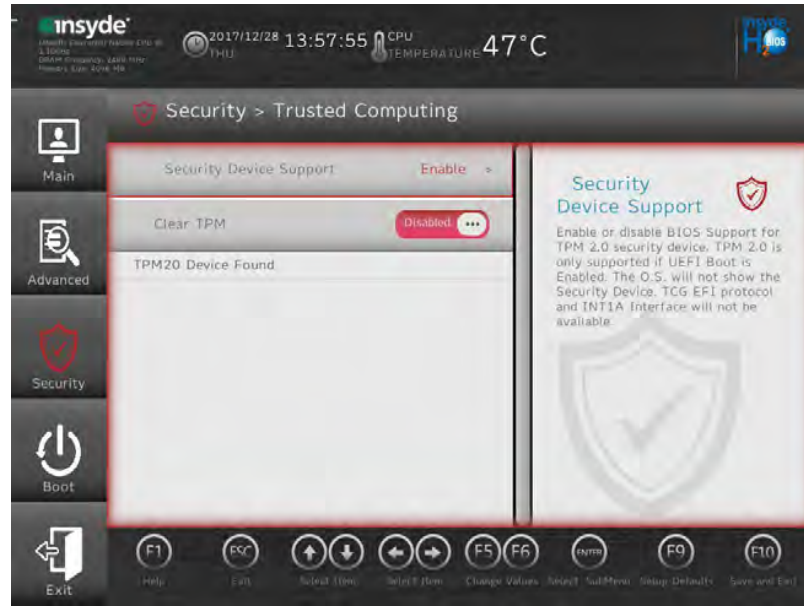 insyde
2017/12/28
THU
13:57:55
CPU
TEMPERATURE
47°C
insyde
H2O
Bios
Security > Trusted Computing
Main
Advanced
Security
Boot
Exit
Security Device Support Enable
Clear TPM Disabled
TPM20 Device Found
Security
Device Support
Enable or disable BIOS Support for
TPM 2.0 security device. TPM 2.0 is
only supported if UEFI Boot is
Enabled. The O.S. will not show the
Security Device. TCG EFI protocol
and INT1A Interface will not be
available
F1 ESC F5 F6 ENTER F9 F10
Help Exit Select Item Select Item Change Values Select SubMenu Setup Defaults Save and Exit